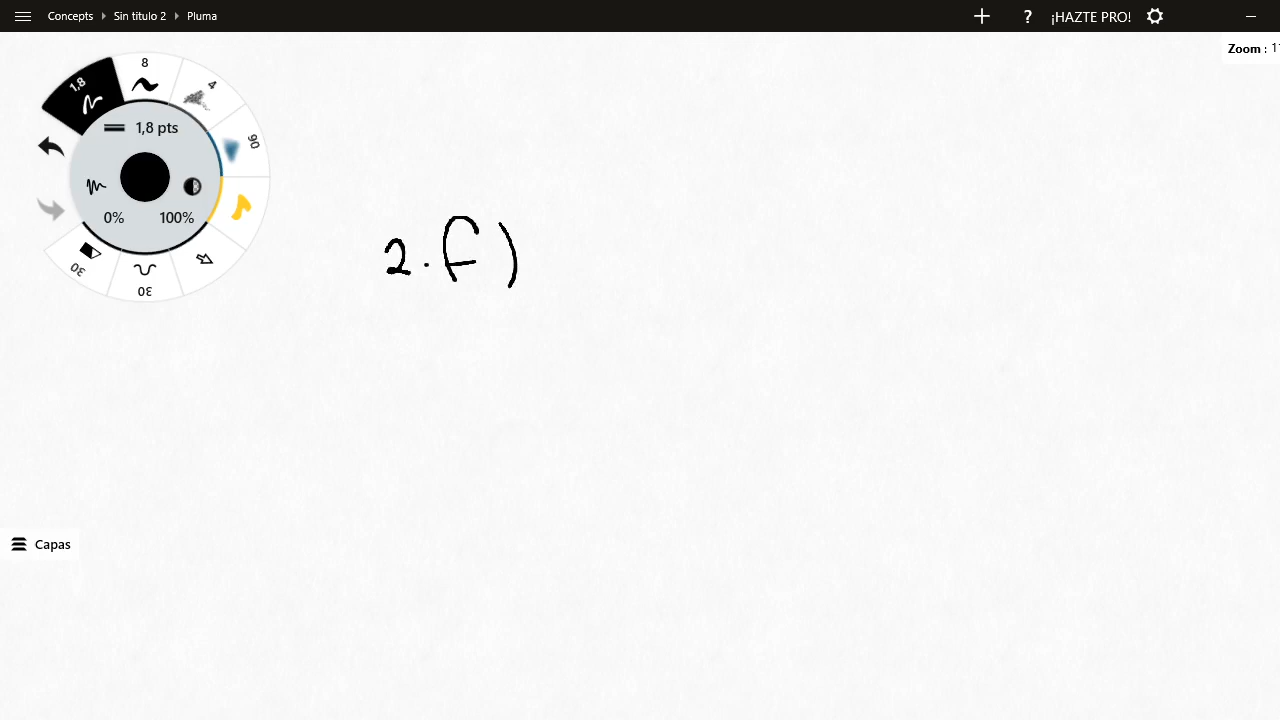 Concepts › Sin título 2 › Pluma
? ¡HAZTE PRO!
Zoom : 1
8
1,8
4
90
1,8 pts
0% 100%
30
30
2. f)
Capas